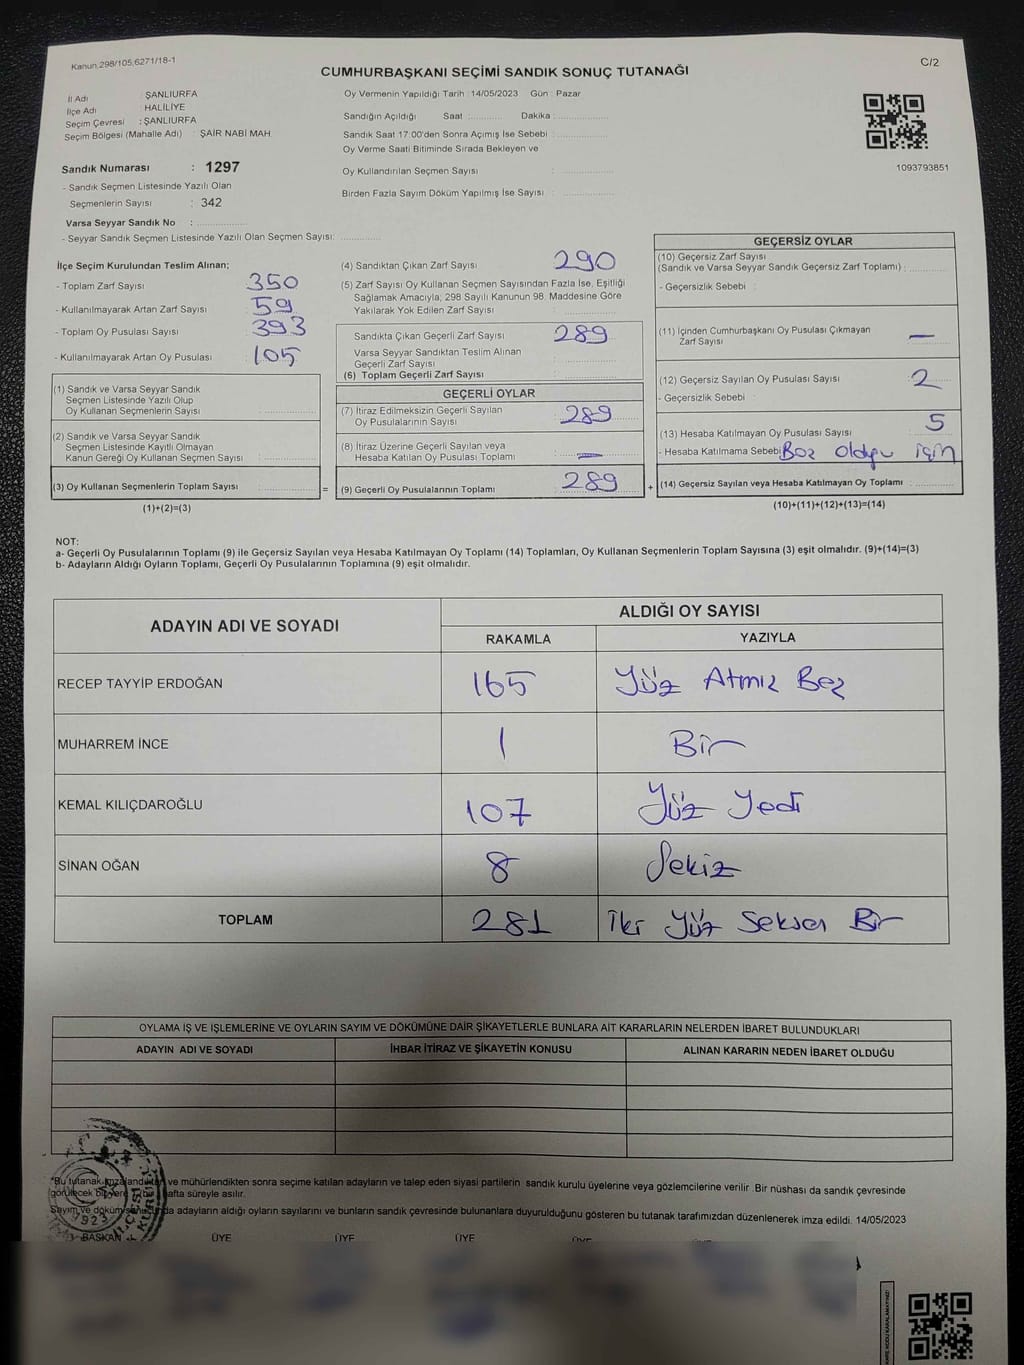 Kanun.298/105,6271/18-1
C/2
CUMHURBAŞKANI SEÇİMİ SANDIK SONUÇ TUTANAĞI
İl Adı ŞANLIURFA
İlçe Adı HALİLİYE
Seçim Çevresi : ŞANLIURFA
Seçim Bölgesi (Mahalle Adı) : ŞAİR NABİ MAH.
Oy Vermenin Yapıldığı Tarih : 14/05/2023 Gün : Pazar
Sandığın Açıldığı Saat : Dakika :
Sandık Saat 17:00'den Sonra Açılmış İse Sebebi :
Oy Verme Saati Bitiminde Sırada Bekleyen ve
Oy Kullandırılan Seçmen Sayısı :
Birden Fazla Sayım Döküm Yapılmış İse Sayısı :
1093793851
Sandık Numarası : 1297
- Sandık Seçmen Listesinde Yazılı Olan
Seçmenlerin Sayısı : 342
Varsa Seyyar Sandık No :
- Seyyar Sandık Seçmen Listesinde Yazılı Olan Seçmen Sayısı:
İlçe Seçim Kurulundan Teslim Alınan;
- Toplam Zarf Sayısı : 350
- Kullanılmayarak Artan Zarf Sayısı : 59
- Toplam Oy Pusulası Sayısı : 393
- Kullanılmayarak Artan Oy Pusulası : 105
(1) Sandık ve Varsa Seyyar Sandık
Seçmen Listesinde Yazılı Olup
Oy Kullanan Seçmenlerin Sayısı :
(2) Sandık ve Varsa Seyyar Sandık
Seçmen Listesinde Kayıtlı Olmayan
Kanun Gereği Oy Kullanan Seçmen Sayısı :
(3) Oy Kullanan Seçmenlerin Toplam Sayısı :
(1)+(2)=(3)
=
(4) Sandıktan Çıkan Zarf Sayısı : 290
(5) Zarf Sayısı Oy Kullanan Seçmen Sayısından Fazla İse, Eşitliği
Sağlamak Amacıyla; 298 Sayılı Kanunun 98. Maddesine Göre
Yakılarak Yok Edilen Zarf Sayısı :
Sandıkta Çıkan Geçerli Zarf Sayısı : 289
Varsa Seyyar Sandıktan Teslim Alınan
Geçerli Zarf Sayısı :
(6) Toplam Geçerli Zarf Sayısı :
GEÇERLİ OYLAR
(7) İtiraz Edilmeksizin Geçerli Sayılan
Oy Pusulalarının Sayısı : 289
(8) İtiraz Üzerine Geçerli Sayılan veya
Hesaba Katılan Oy Pusulası Toplamı : —
(9) Geçerli Oy Pusulalarının Toplamı : 289
+
GEÇERSİZ OYLAR
(10) Geçersiz Zarf Sayısı
(Sandık ve Varsa Seyyar Sandık Geçersiz Zarf Toplamı) :
- Geçersizlik Sebebi :
(11) İçinden Cumhurbaşkanı Oy Pusulası Çıkmayan
Zarf Sayısı : —
(12) Geçersiz Sayılan Oy Pusulası Sayısı : 2
- Geçersizlik Sebebi :
(13) Hesaba Katılmayan Oy Pusulası Sayısı : 5
- Hesaba Katılmama Sebebi : Boz Olduğu için
(14) Geçersiz Sayılan veya Hesaba Katılmayan Oy Toplamı :
(10)+(11)+(12)+(13)=(14)
NOT:
a- Geçerli Oy Pusulalarının Toplamı (9) ile Geçersiz Sayılan veya Hesaba Katılmayan Oy Toplamı (14) Toplamları, Oy Kullanan Seçmenlerin Toplam Sayısına (3) eşit olmalıdır. (9)+(14)=(3)
b- Adayların Aldığı Oyların Toplamı, Geçerli Oy Pusulalarının Toplamına (9) eşit olmalıdır.
ADAYIN ADI VE SOYADI
ALDIĞI OY SAYISI
RAKAMLA YAZIYLA
RECEP TAYYİP ERDOĞAN 165 Yüz Atmız Beş
MUHARREM İNCE 1 Bir
KEMAL KILIÇDAROĞLU 107 Yüz Yedi
SİNAN OĞAN 8 Sekiz
TOPLAM 281 İki Yüz Seksen Bir
OYLAMA İŞ VE İŞLEMLERİNE VE OYLARIN SAYIM VE DÖKÜMÜNE DAİR ŞİKAYETLERLE BUNLARA AİT KARARLARIN NELERDEN İBARET BULUNDUKLARI
ADAYIN ADI VE SOYADI İHBAR İTİRAZ VE ŞİKAYETİN KONUSU ALINAN KARARIN NEDEN İBARET OLDUĞU
*Bu tutanak imzalandıktan ve mühürlendikten sonra seçime katılan adayların ve talep eden siyasi partilerin sandık kurulu üyelerine veya gözlemcilerine verilir. Bir nüshası da sandık çevresinde
görülecek bir yere bir hafta süreyle asılır.
Sayım ve döküm sonucunda adayların aldığı oyların sayılarını ve bunların sandık çevresinde bulunanlara duyurulduğunu gösteren bu tutanak tarafımızdan düzenlenerek imza edildi. 14/05/2023
BAŞKAN ÜYE ÜYE ÜYE
1923